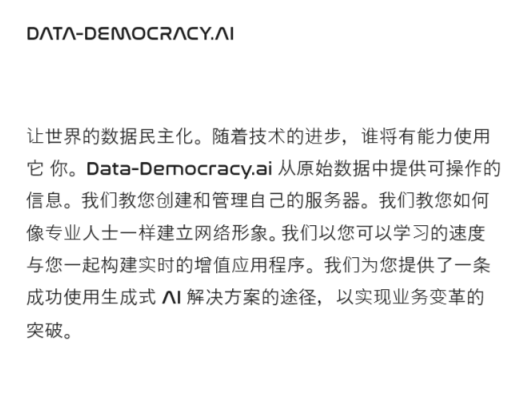 DATA-DEMOCRACY.AI
让世界的数据民主化。随着技术的进步，谁将有能力使用
它 你。Data-Democracy.ai 从原始数据中提供可操作的
信息。我们教您创建和管理自己的服务器。我们教您如何
像专业人士一样建立网络形象。我们以您可以学习的速度
与您一起构建实时的增值应用程序。我们为您提供了一条
成功使用生成式 AI 解决方案的途径，以实现业务变革的
突破。